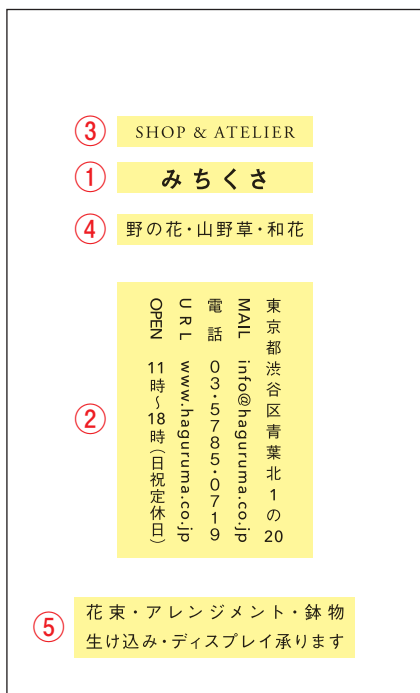 ③ SHOP & ATELIER
① みちくさ
④ 野の花・山野草・和花
②
東京都渋谷区青葉北1の20
MAIL info@haguruma.co.jp
電話 03・5785・0719
URL www.haguruma.co.jp
OPEN 11時〜18時(日祝定休日)
⑤
花束・アレンジメント・鉢物
生け込み・ディスプレイ承ります